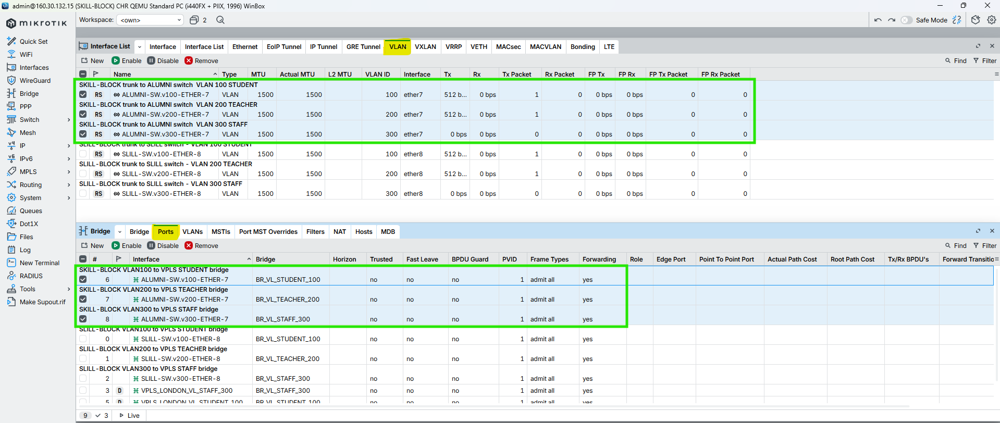 admin@160.30.132.15 (SKILL-BLOCK) CHR QEMU Standard PC (i440FX + PIIX, 1996) WinBox
MIKROTIK Workspace: <own> 2 Safe Mode
Quick Set
WiFi
Interfaces
WireGuard
Bridge
PPP
Switch
Mesh
IP
IPv6
MPLS
Routing
System
Queues
Dot1X
Files
Log
New Terminal
RADIUS
Tools
Make Supout.rif
Interface List Interface Interface List Ethernet EoIP Tunnel IP Tunnel GRE Tunnel VLAN VXLAN VRRP VETH MACsec MACVLAN Bonding LTE
New Enable Disable Remove Find Filter
Name Type MTU Actual MTU L2 MTU VLAN ID Interface Tx Rx Tx Packet Rx Packet FP Tx FP Rx FP Tx Packet FP Rx Packet
SKILL-BLOCK trunk to ALUMNI switch VLAN 100 STUDENT
RS ALUMNI-SW.v100-ETHER-7 VLAN 1500 1500 100 ether7 512 b... 0 bps 1 0 0 bps 0 bps 0 0
SKILL-BLOCK trunk to ALUMNI switch VLAN 200 TEACHER
RS ALUMNI-SW.v200-ETHER-7 VLAN 1500 1500 200 ether7 512 b... 0 bps 1 0 0 bps 0 bps 0 0
SKILL-BLOCK trunk to ALUMNI switch VLAN 300 STAFF
RS ALUMNI-SW.v300-ETHER-7 VLAN 1500 1500 300 ether7 0 bps 0 bps 0 0 0 bps 0 bps 0 0
SLILL-BLOCK trunk to SLILL switch - VLAN 100 STUDENT
RS SLILL-SW.v100-ETHER-8 VLAN 1500 1500 100 ether8 512 b... 0 bps 1 0 0 bps 0 bps 0 0
SLILL-BLOCK trunk to SLILL switch - VLAN 200 TEACHER
RS SLILL-SW.v200-ETHER-8 VLAN 1500 1500 200 ether8 512 b... 0 bps 1 0 0 bps 0 bps 0 0
SLILL-BLOCK trunk to SLILL switch - VLAN 300 STAFF
RS SLILL-SW.v300-ETHER-8 VLAN 1500 1500 300 ether8 0 bps 0 bps 0 0 0 bps 0 bps 0 0
Bridge Bridge Ports VLANs MSTIs Port MST Overrides Filters NAT Hosts MDB
New Enable Disable Remove Find Filter
# Interface Bridge Horizon Trusted Fast Leave BPDU Guard PVID Frame Types Forwarding Role Edge Port Point To Point Port Actual Path Cost Root Path Cost Tx/Rx BPDU's Forward Transitio
SKILL-BLOCK VLAN100 to VPLS STUDENT bridge
6 ALUMNI-SW.v100-ETHER-7 BR_VL_STUDENT_100 no no no 1 admit all yes
SKILL-BLOCK VLAN200 to VPLS TEACHER bridge
7 ALUMNI-SW.v200-ETHER-7 BR_VL_TEACHER_200 no no no 1 admit all yes
SKILL-BLOCK VLAN300 to VPLS STAFF bridge
8 ALUMNI-SW.v300-ETHER-7 BR_VL_STAFF_300 no no no 1 admit all yes
SLILL-BLOCK VLAN100 to VPLS STUDENT bridge
0 SLILL-SW.v100-ETHER-8 BR_VL_STUDENT_100 no no no 1 admit all yes
SLILL-BLOCK VLAN200 to VPLS TEACHER bridge
1 SLILL-SW.v200-ETHER-8 BR_VL_TEACHER_200 no no no 1 admit all yes
SLILL-BLOCK VLAN300 to VPLS STAFF bridge
2 SLILL-SW.v300-ETHER-8 BR_VL_STAFF_300 no no no 1 admit all yes
3 D VPLS_LONDON_VL_STAFF_300 BR_VL_STAFF_300 no no no 1 admit all yes
5 D VPLS_LONDON_VL_STUDENT_100 BR_VL_STUDENT_100 no no no 1 admit all yes
9 3 Live